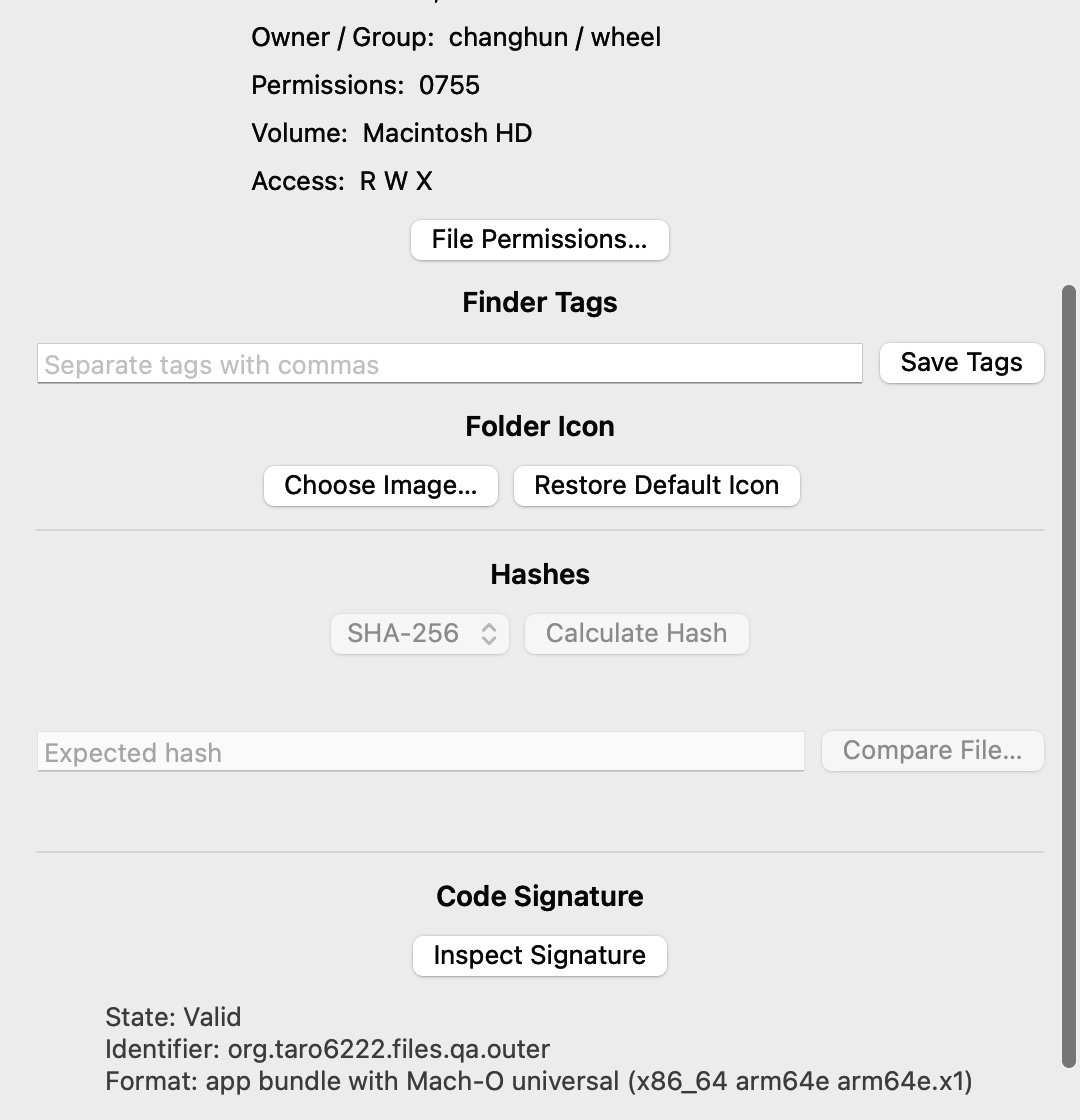 Owner / Group: changhun / wheel
Permissions: 0755
Volume: Macintosh HD
Access: R W X
File Permissions...
Finder Tags
Separate tags with commas
Save Tags
Folder Icon
Choose Image...
Restore Default Icon
Hashes
SHA-256
Calculate Hash
Expected hash
Compare File...
Code Signature
Inspect Signature
State: Valid
Identifier: org.taro6222.files.qa.outer
Format: app bundle with Mach-O universal (x86_64 arm64e arm64e.x1)